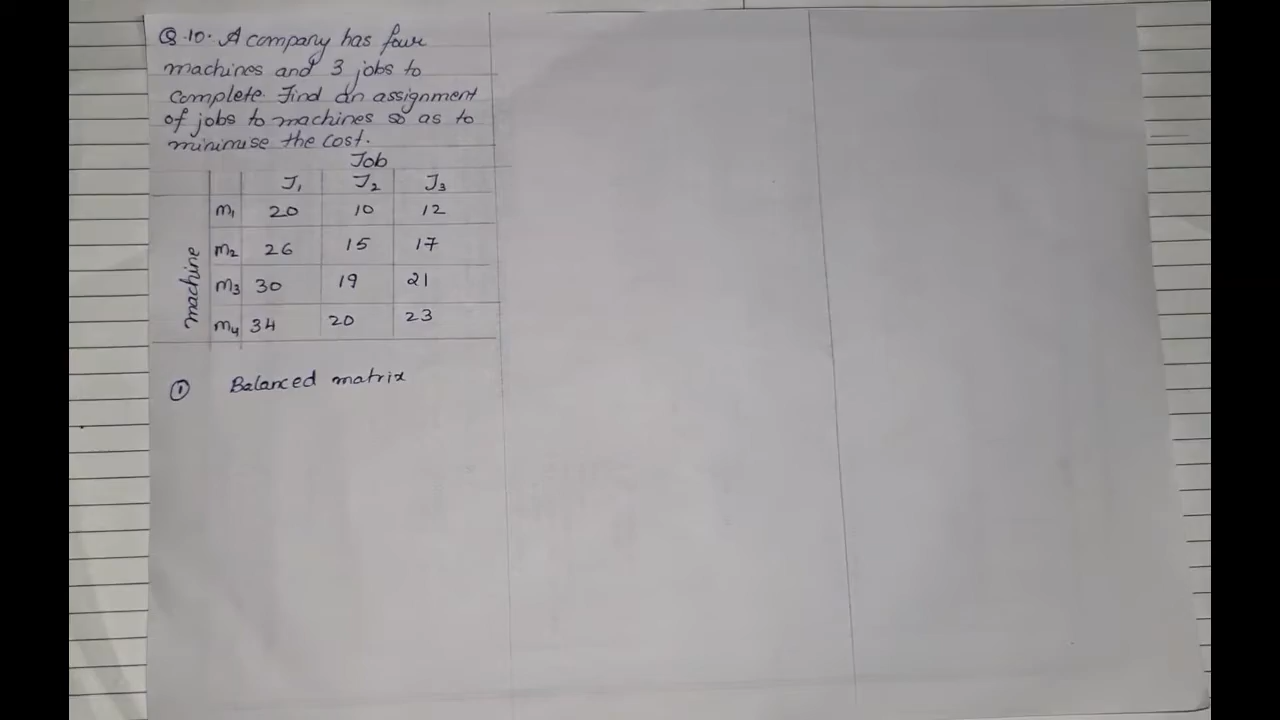 Q.10. A company has four
machines and 3 jobs to
complete. Find an assignment
of jobs to machines so as to
minimise the cost.
Job
J1 J2 J3
machine
m1 20 10 12
m2 26 15 17
m3 30 19 21
m4 34 20 23
① Balanced matrix